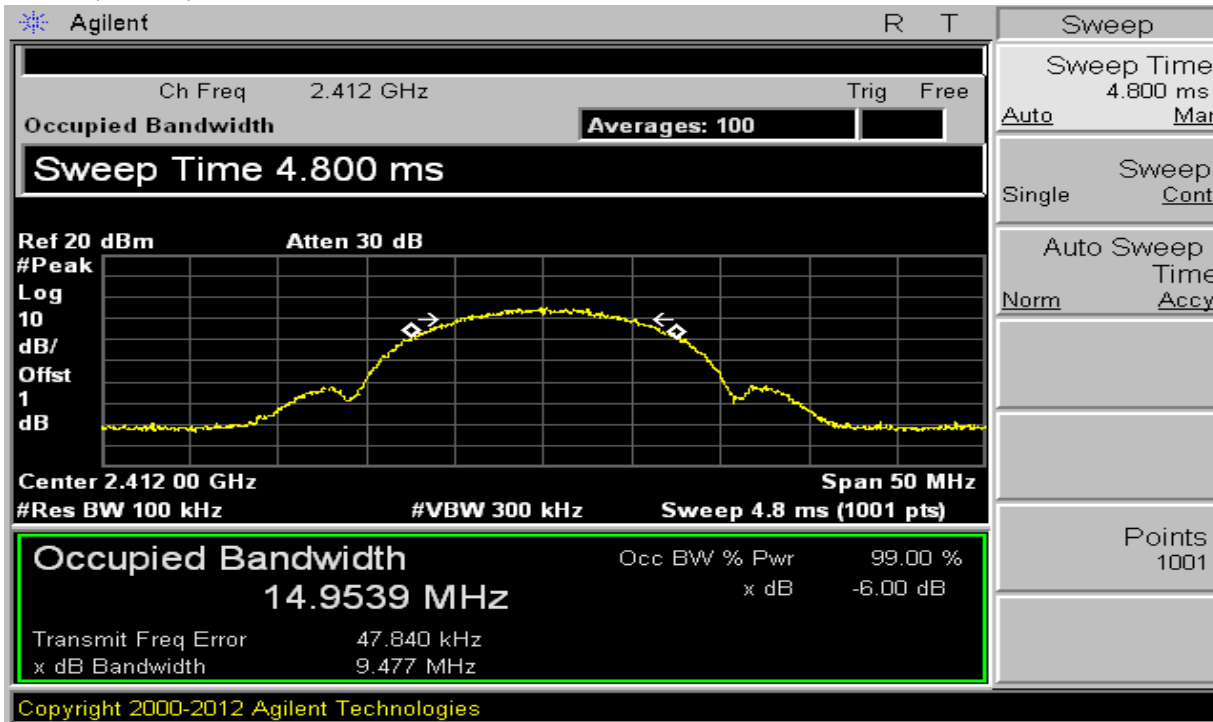 Agilent R T
Ch Freq 2.412 GHz Trig Free
Occupied Bandwidth Averages: 100
Sweep Time 4.800 ms
Ref 20 dBm Atten 30 dB
#Peak
Log
10
dB/
Offst
1
dB
Center 2.412 00 GHz Span 50 MHz
#Res BW 100 kHz #VBW 300 kHz Sweep 4.8 ms (1001 pts)
Occupied Bandwidth Occ BW % Pwr 99.00 %
14.9539 MHz x dB -6.00 dB
Transmit Freq Error 47.840 kHz
x dB Bandwidth 9.477 MHz
Copyright 2000-2012 Agilent Technologies
Sweep
Sweep Time
4.800 ms
Auto Man
Sweep
Single Cont
Auto Sweep
Time
Norm Accy
Points
1001